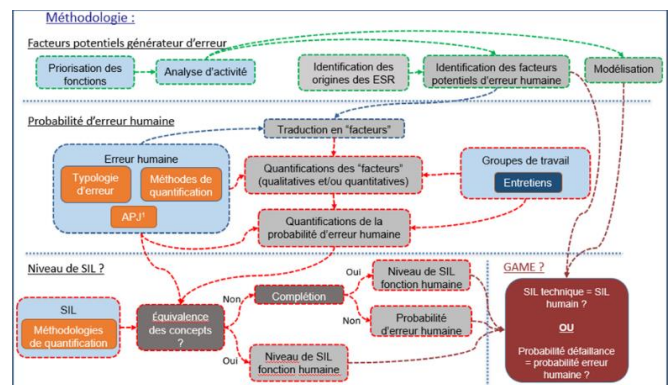 Méthodologie :
Facteurs potentiels générateur d'erreur
Priorisation des
fonctions
Analyse d'activité
Identification des
origines des ESR
Identification des facteurs
potentiels d'erreur humaine
Modélisation
Probabilité d'erreur humaine
Traduction en "facteurs"
Erreur humaine
Typologie
d'erreur
Méthodes de
quantification
APJ¹
Quantifications des "facteurs"
(qualitatives et/ou quantitatives)
Groupes de travail
Entretiens
Quantifications de la
probabilité d'erreur humaine
Niveau de SIL ?
GAME ?
SIL
Méthodologies
de quantification
Équivalence
des concepts
?
Non
Complétion
Oui
Niveau de SIL
fonction humaine
Non
Probabilité
d'erreur humaine
Oui
Niveau de SIL
fonction humaine
SIL technique = SIL
humain ?
OU
Probabilité défaillance
= probabilité erreur
humaine ?